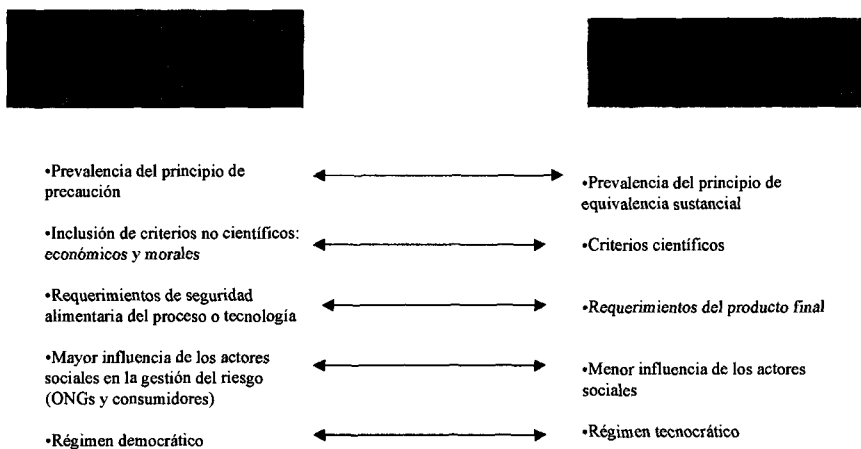 •Prevalencia del principio de
precaución
•Prevalencia del principio de
equivalencia sustancial
•Inclusión de criterios no científicos:
económicos y morales
•Criterios científicos
•Requerimientos de seguridad
alimentaria del proceso o tecnología
•Requerimientos del producto final
•Mayor influencia de los actores
sociales en la gestión del riesgo
(ONGs y consumidores)
•Menor influencia de los actores
sociales
•Régimen democrático
•Régimen tecnocrático